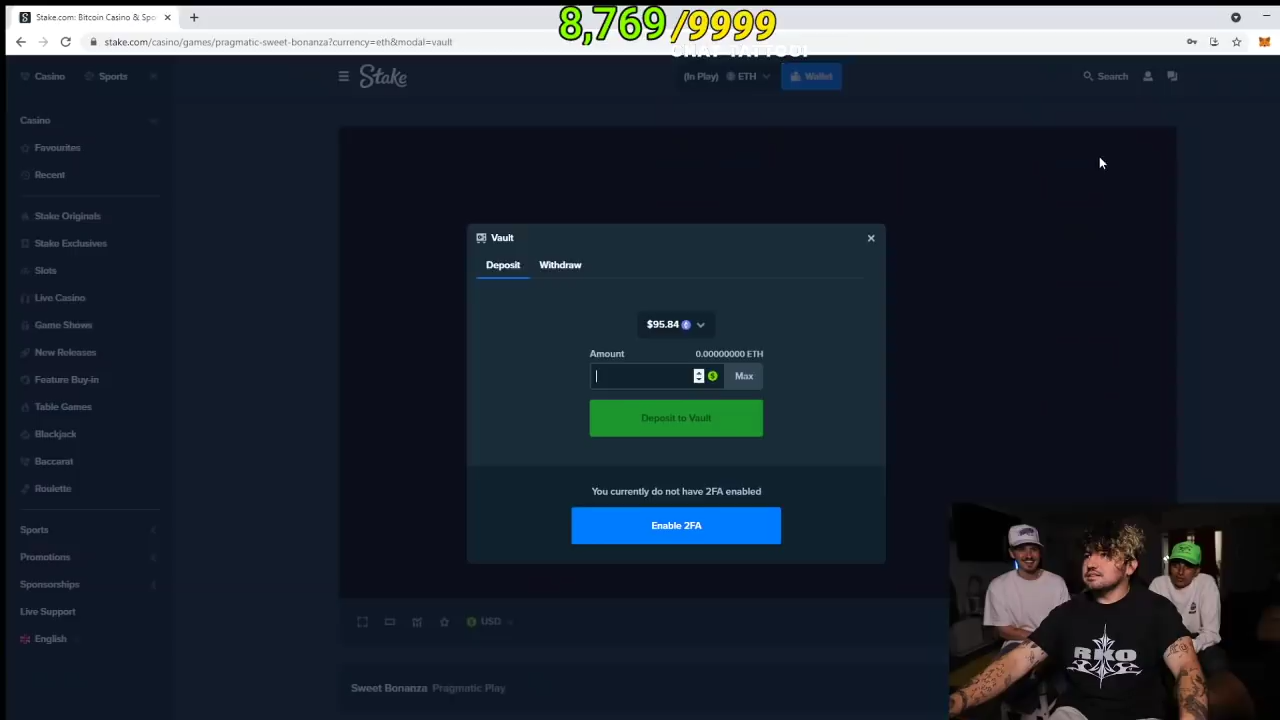 Stake.com: Bitcoin Casino & Spo
8,769/9999
CHAT TATTOO!
stake.com/casino/games/pragmatic-sweet-bonanza?currency=eth&modal=vault
Casino
Sports
Stake
(In Play) ETH
Wallet
Search
Casino
Favourites
Recent
Stake Originals
Stake Exclusives
Slots
Live Casino
Game Shows
New Releases
Feature Buy-in
Table Games
Blackjack
Baccarat
Roulette
Sports
Promotions
Sponsorships
Live Support
English
Vault
Deposit
Withdraw
$95.84
Amount
0.00000000 ETH
Max
Deposit to Vault
You currently do not have 2FA enabled
Enable 2FA
USD
Sweet Bonanza Pragmatic Play
RKO